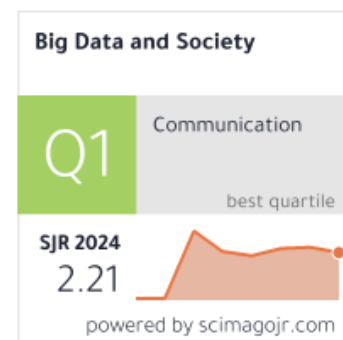 Big Data and Society
Q1
Communication
best quartile
SJR 2024
2.21
powered by scimagojr.com